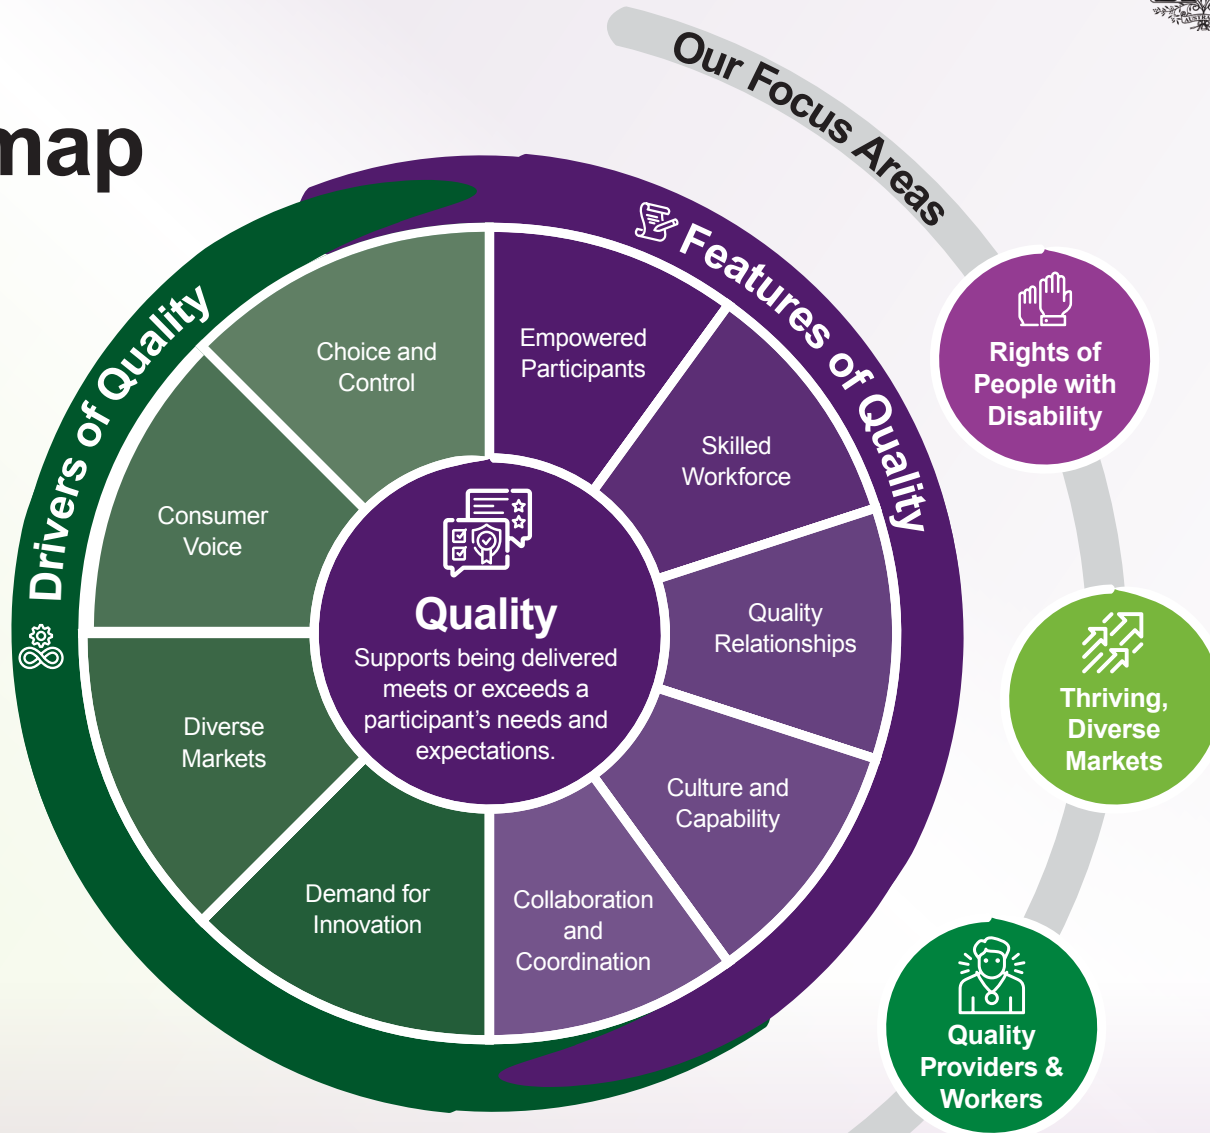 map
Our Focus Areas
Drivers of Quality
Features of Quality
Choice and
Control
Consumer
Voice
Diverse
Markets
Demand for
Innovation
Empowered
Participants
Skilled
Workforce
Quality
Relationships
Culture and
Capability
Collaboration
and
Coordination
Quality
Supports being delivered
meets or exceeds a
participant's needs and
expectations.
Rights of
People with
Disability
Thriving,
Diverse
Markets
Quality
Providers &
Workers